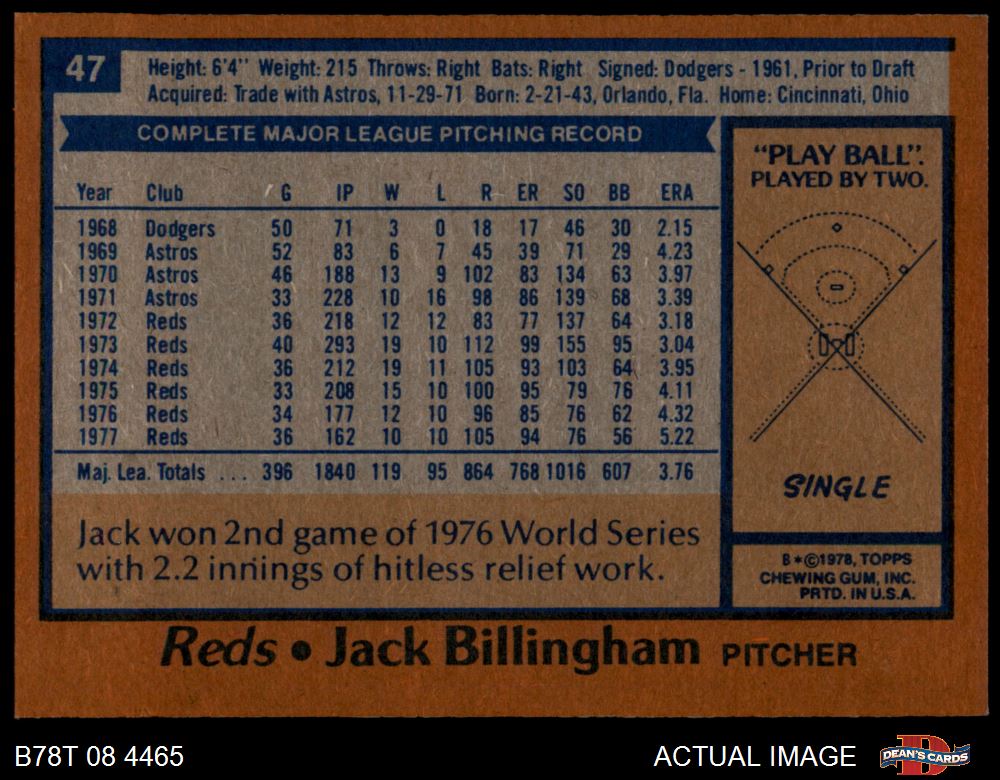 47
Height: 6'4" Weight: 215 Throws: Right Bats: Right Signed: Dodgers - 1961, Prior to Draft
Acquired: Trade with Astros, 11-29-71 Born: 2-21-43, Orlando, Fla. Home: Cincinnati, Ohio
COMPLETE MAJOR LEAGUE PITCHING RECORD
Year Club G IP W L R ER SO BB ERA
1968 Dodgers 50 71 3 0 18 17 46 30 2.15
1969 Astros 52 83 6 7 45 39 71 29 4.23
1970 Astros 46 188 13 9 102 83 134 63 3.97
1971 Astros 33 228 10 16 98 86 139 68 3.39
1972 Reds 36 218 12 12 83 77 137 64 3.18
1973 Reds 40 293 19 10 112 99 155 95 3.04
1974 Reds 36 212 19 11 105 93 103 64 3.95
1975 Reds 33 208 15 10 100 95 79 76 4.11
1976 Reds 34 177 12 10 96 85 76 62 4.32
1977 Reds 36 162 10 10 105 94 76 56 5.22
Maj. Lea. Totals ... 396 1840 119 95 864 768 1016 607 3.76
Jack won 2nd game of 1976 World Series
with 2.2 innings of hitless relief work.
"PLAY BALL".
PLAYED BY TWO.
SINGLE
B*©1978, TOPPS
CHEWING GUM, INC.
PRTD. IN U.S.A.
Reds • Jack Billingham PITCHER
B78T 08 4465
ACTUAL IMAGE
DEAN'S CARDS